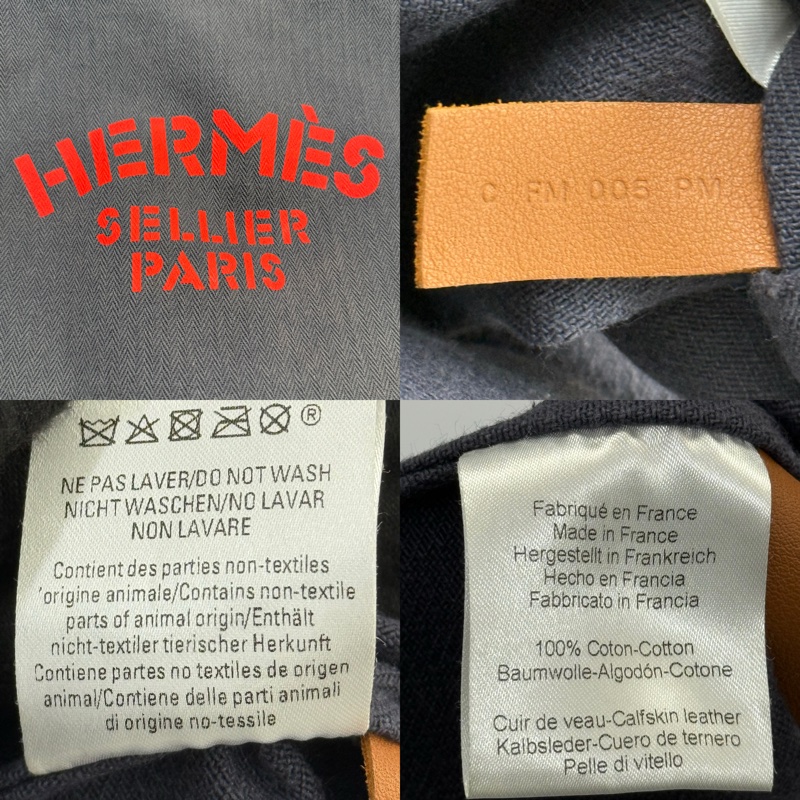 HERMÈS
SELLIER
PARIS
C FM 005 PM
®
NE PAS LAVER/DO NOT WASH
NICHT WASCHEN/NO LAVAR
NON LAVARE
Contient des parties non-textiles
'origine animale/Contains non-textile
parts of animal origin/Enthält
nicht-textiler tierischer Herkunft
Contiene partes no textiles de origen
animal/Contiene delle parti animali
di origine no-tessile
Fabriqué en France
Made in France
Hergestellt in Frankreich
Hecho en Francia
Fabbricato in Francia
100% Coton-Cotton
Baumwolle-Algodón-Cotone
Cuir de veau-Calfskin leather
Kalbsleder-Cuero de ternero
Pelle di vitello